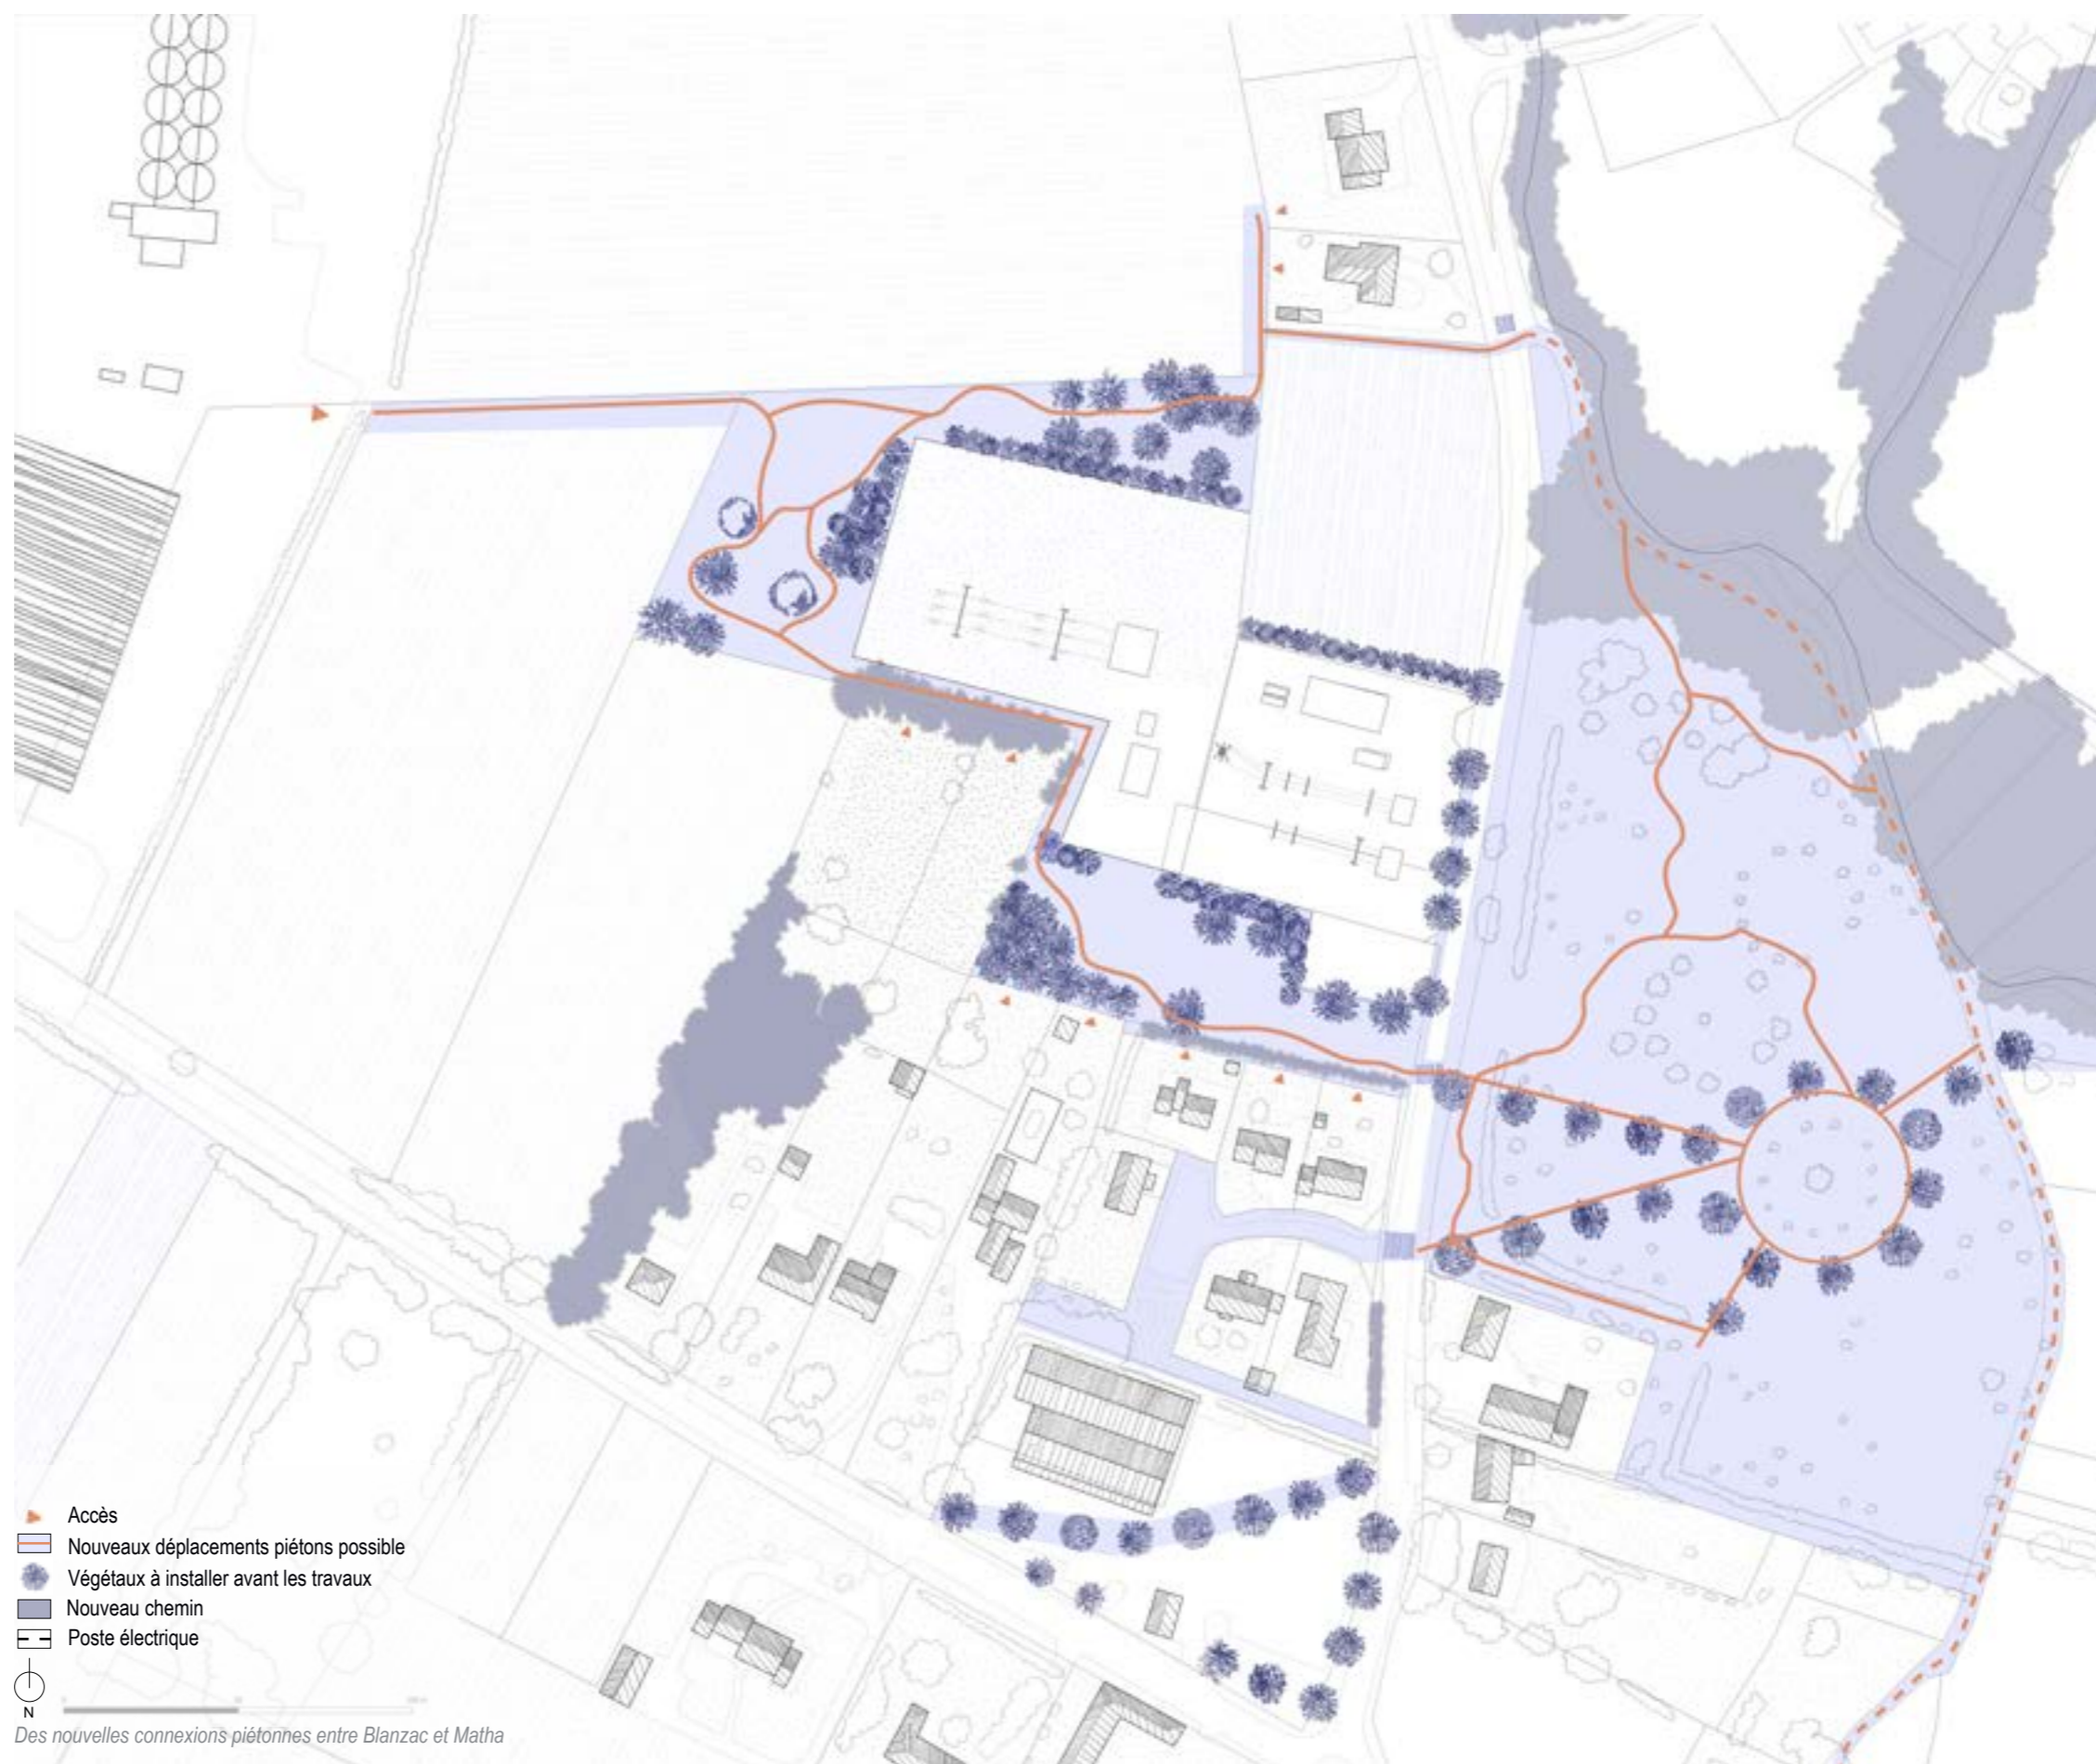 Accès
Nouveaux déplacements piétons possible
Végétaux à installer avant les travaux
Nouveau chemin
Poste électrique
N
Des nouvelles connexions piétonnes entre Blanzac et Matha